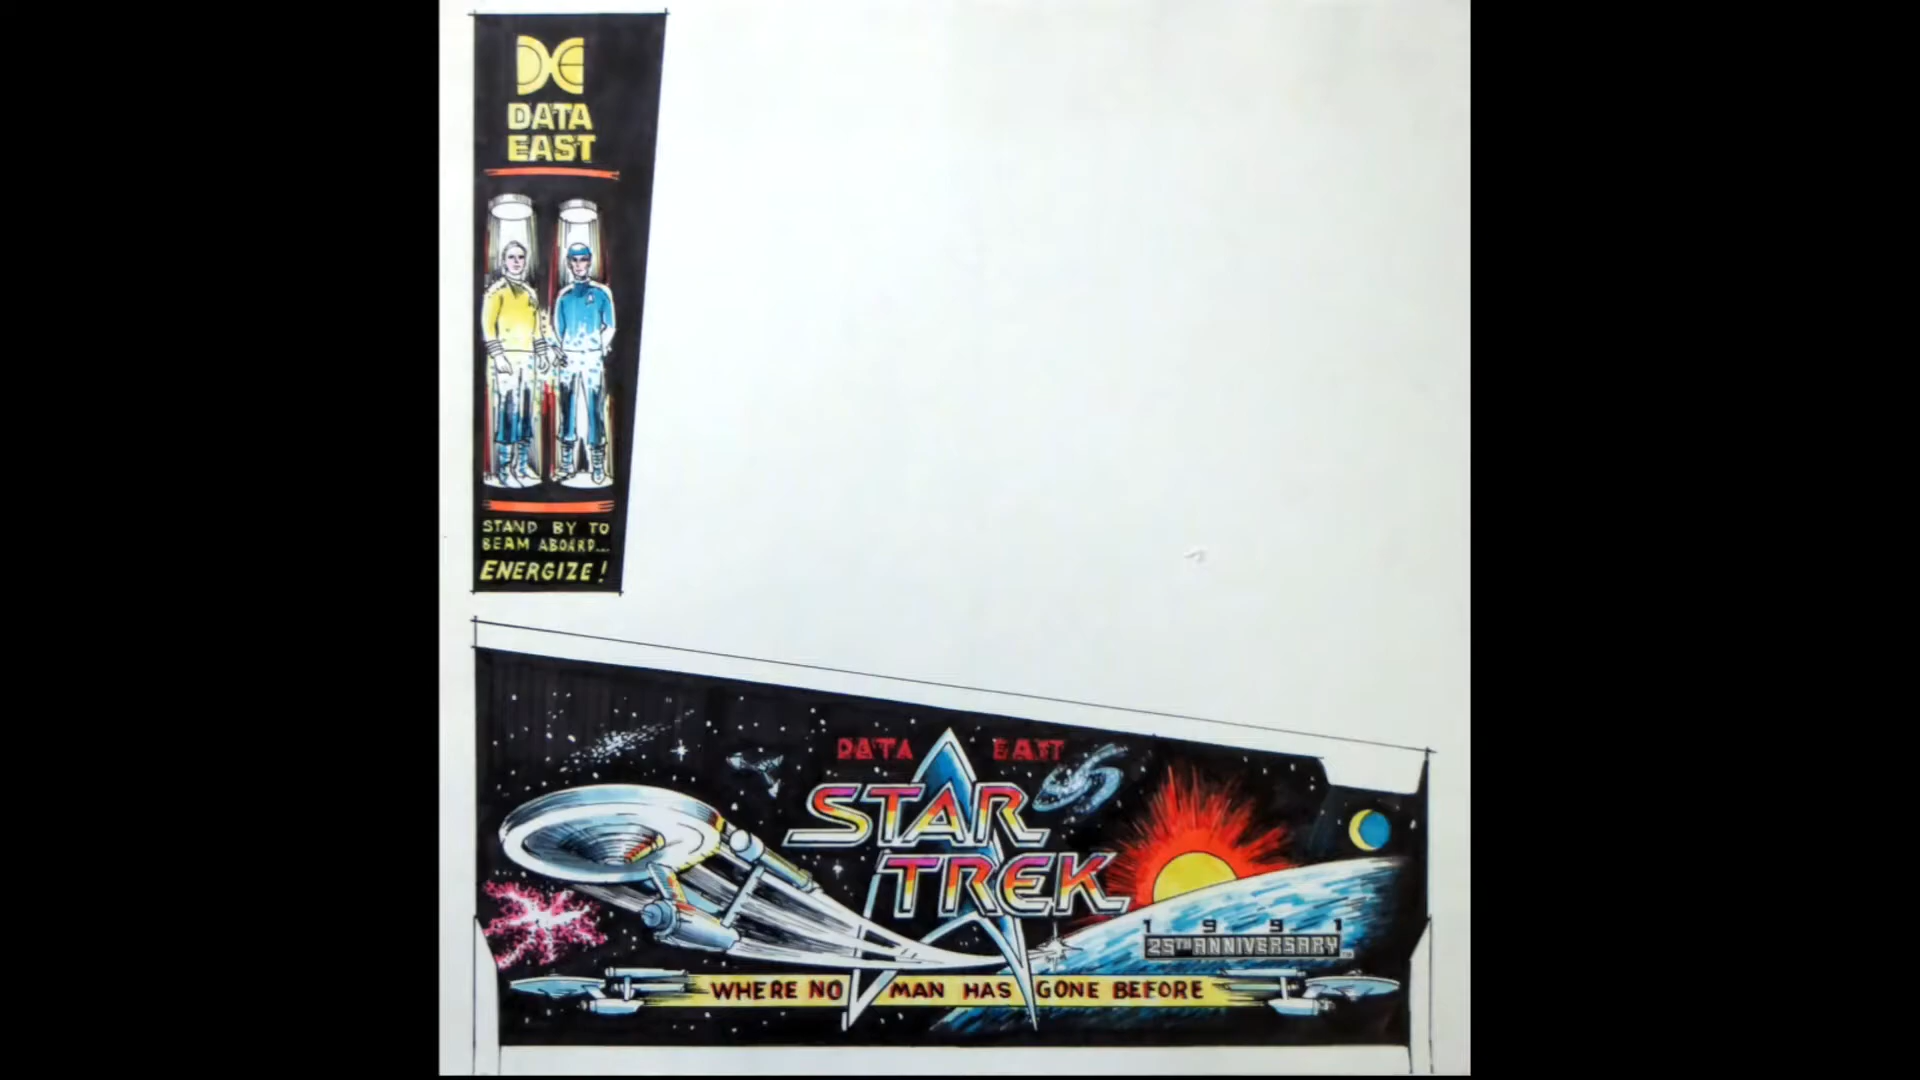 DATA
EAST
STAND BY TO
BEAM ABOARD...
ENERGIZE!
DATA EAST
STAR
TREK
1991
25TH ANNIVERSARY
WHERE NO MAN HAS GONE BEFORE